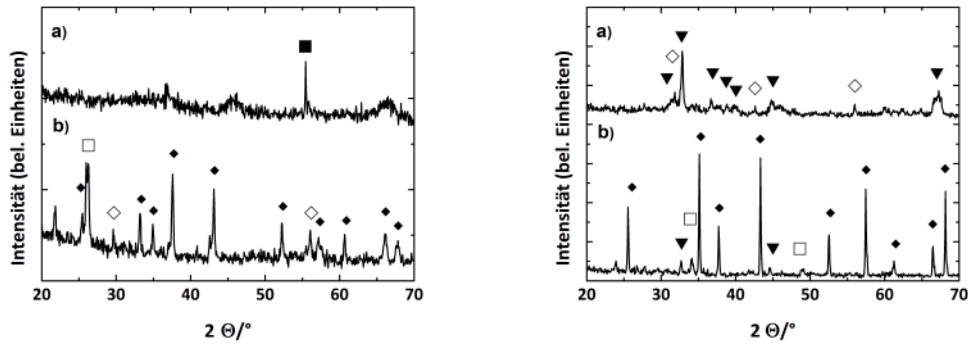 a)
b)
Intensität (bel. Einheiten)
20 30 40 50 60 70
2 Θ/°
a)
b)
Intensität (bel. Einheiten)
20 30 40 50 60 70
2 Θ/°